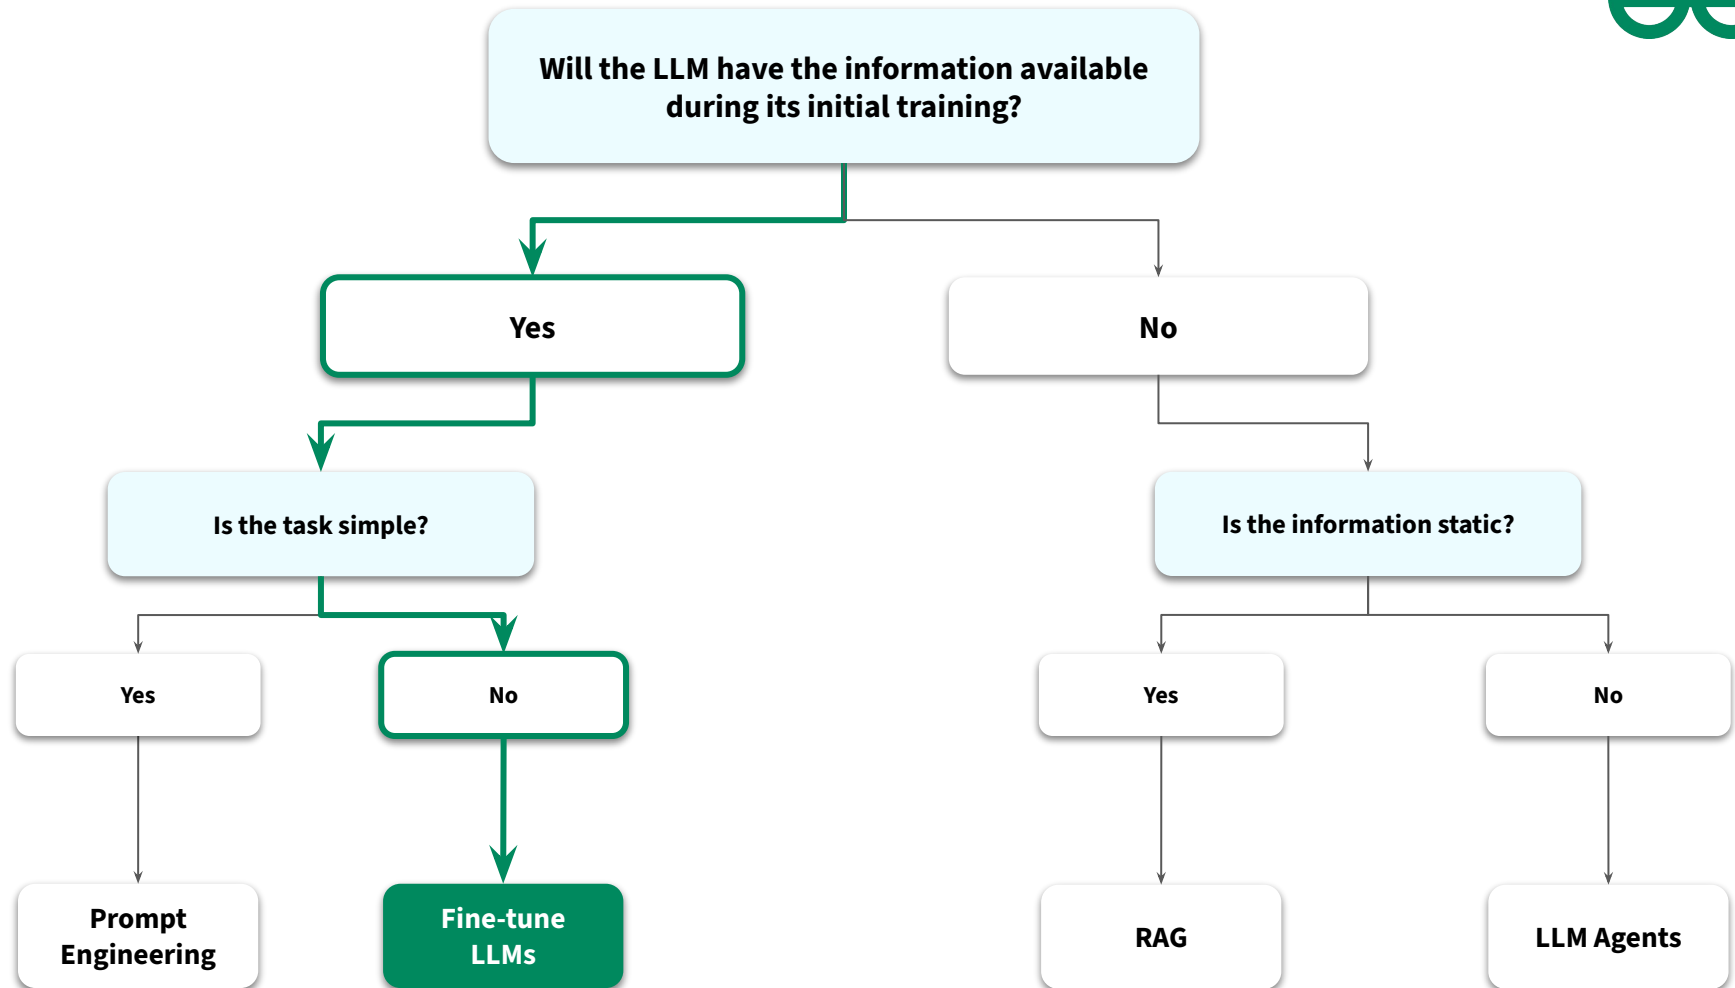 Will the LLM have the information available
during its initial training?
Yes
No
Is the task simple?
Is the information static?
Yes
No
Yes
No
Prompt
Engineering
Fine-tune
LLMs
RAG
LLM Agents